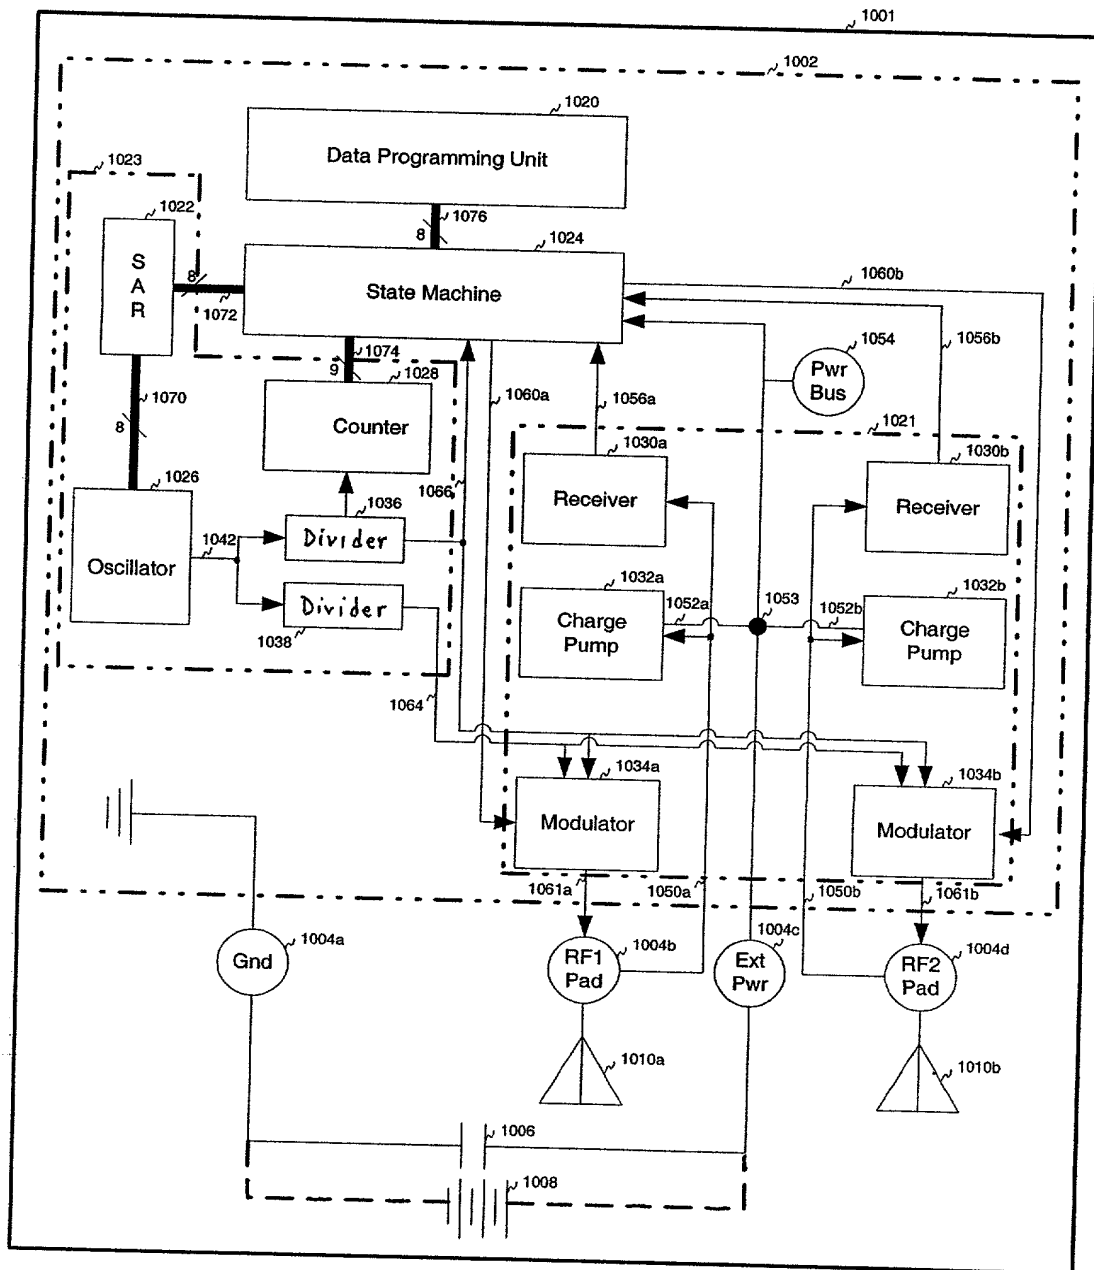 1001
1002
1020
Data Programming Unit
1023
1022
S
A
R
8
1076
8
1024
State Machine
1072
1060b
1074
9
1028
Counter
1060a
1056a
1054
Pwr
Bus
1056b
1021
1070
8
1026
Oscillator
1066
1036
Divider
1042
Divider
1038
1030a
Receiver
1030b
Receiver
1032a
Charge
Pump
1052a
1053
1052b
1032b
Charge
Pump
1064
1034a
Modulator
1034b
Modulator
1061a
1050a
1050b
1061b
Gnd
1004a
RF1
Pad
1004b
1004c
Ext
Pwr
RF2
Pad
1004d
1010a
1010b
1006
1008